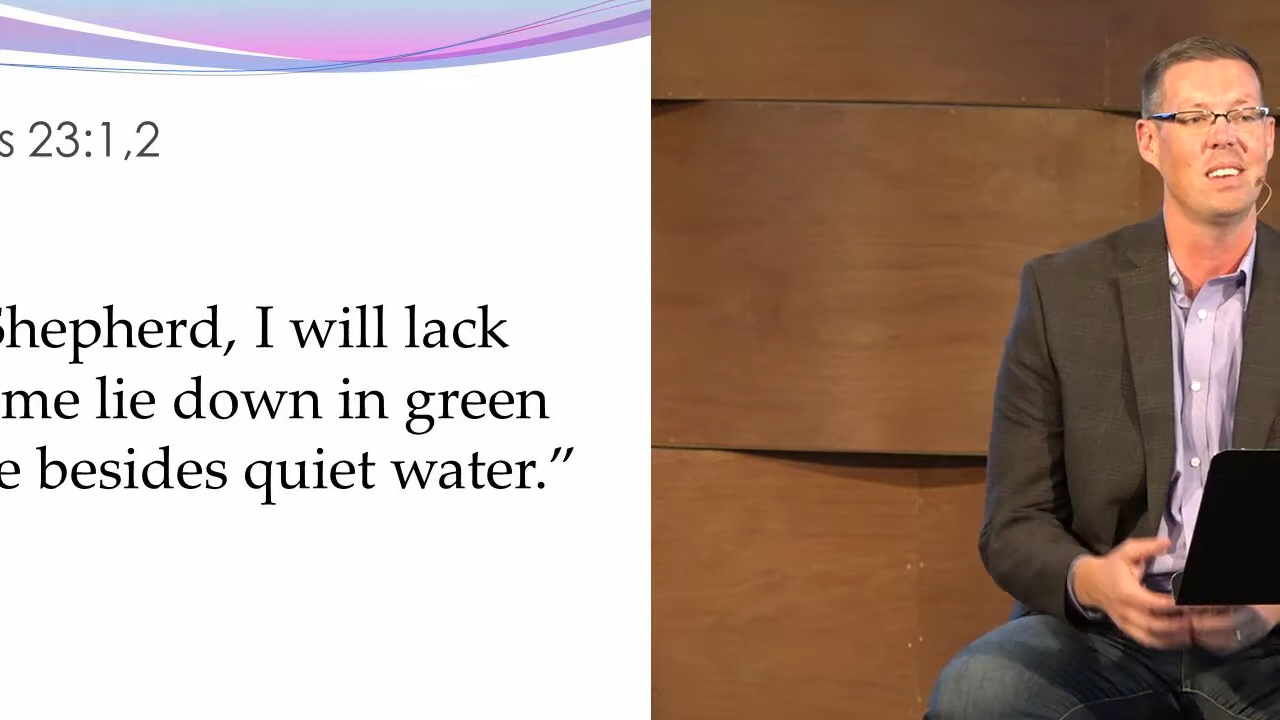 s 23:1,2
Shepherd, I will lack
me lie down in green
e besides quiet water.”